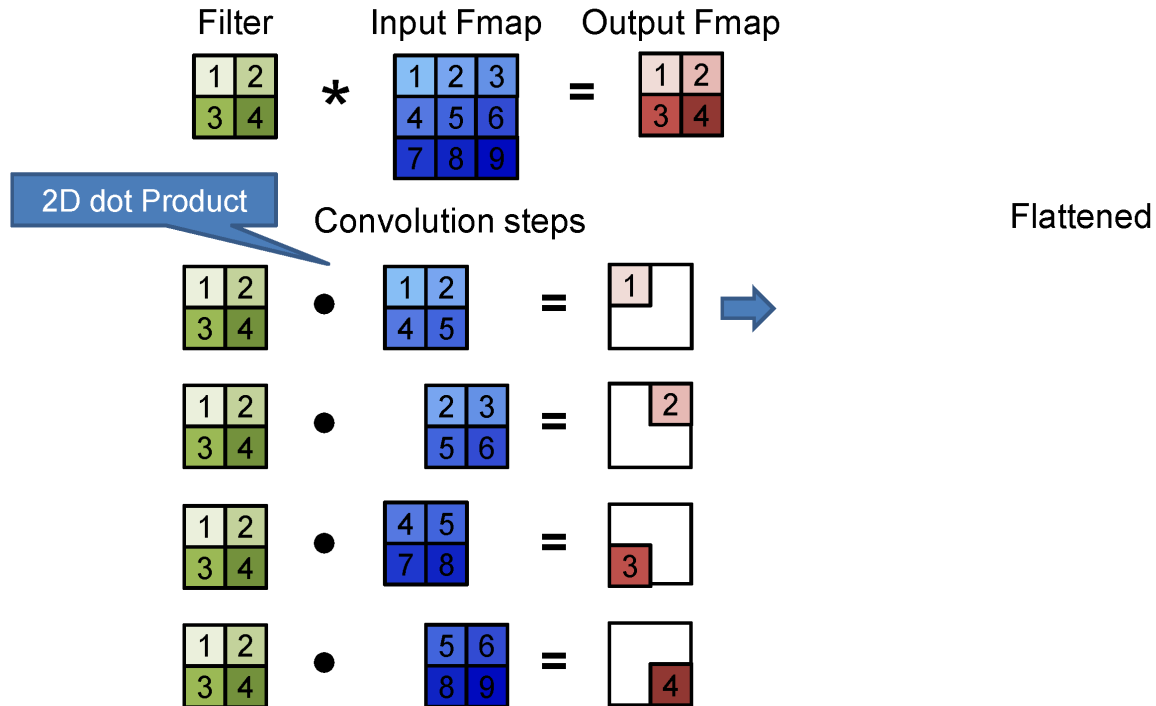 Filter Input Fmap Output Fmap
1 2 * 1 2 3 = 1 2
3 4 4 5 6 3 4
7 8 9
2D dot Product
Convolution steps Flattened
1 2 • 1 2 = 1
3 4 4 5
1 2 • 2 3 = 2
3 4 5 6
1 2 • 4 5 =
3 4 7 8 3
1 2 • 5 6 =
3 4 8 9 4